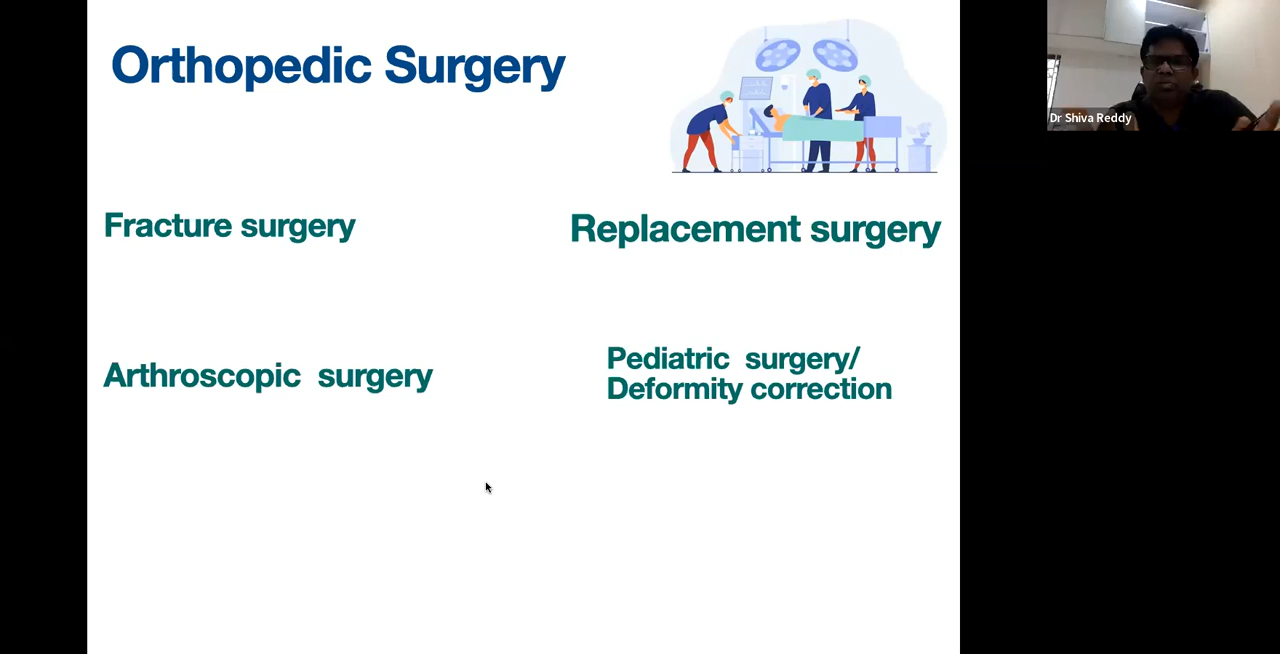 Orthopedic Surgery
Dr Shiva Reddy
Fracture surgery
Replacement surgery
Arthroscopic surgery
Pediatric surgery/
Deformity correction